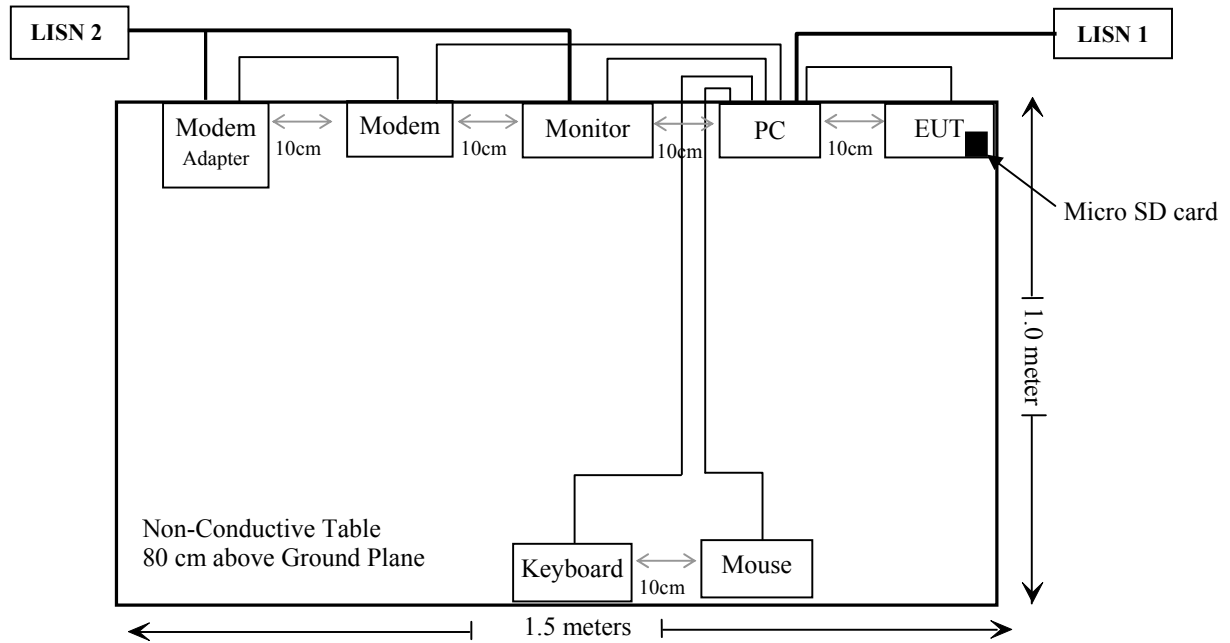 LISN 2
LISN 1
Modem
Adapter
10cm
Modem
10cm
Monitor
10cm
PC
10cm
EUT
Micro SD card
1.0 meter
Non-Conductive Table
80 cm above Ground Plane
Keyboard
10cm
Mouse
1.5 meters